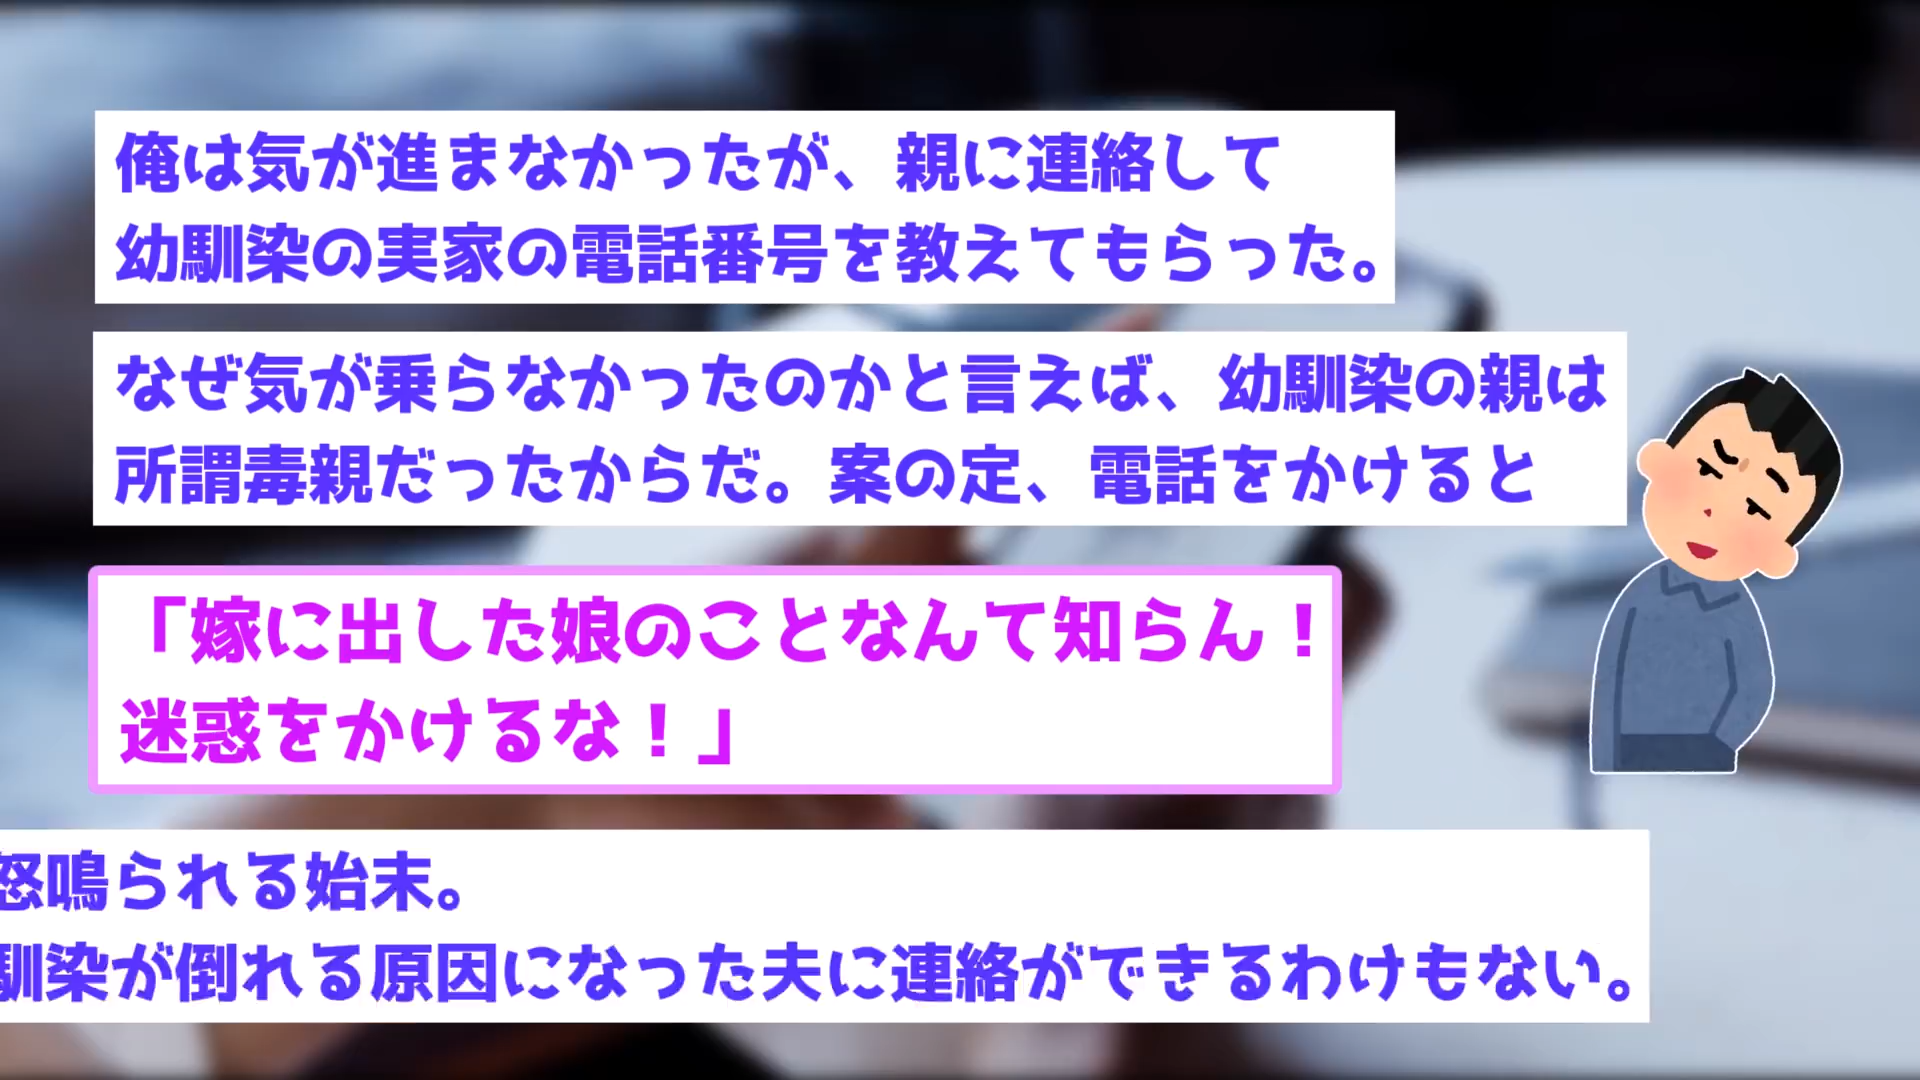 俺は気が進まなかったが、親に連絡して
幼馴染の実家の電話番号を教えてもらった。
なぜ気が乗らなかったのかと言えば、幼馴染の親は
所謂毒親だったからだ。案の定、電話をかけると
「嫁に出した娘のことなんて知らん！
迷惑をかけるな！」
怒鳴られる始末。
馴染が倒れる原因になった夫に連絡ができるわけもない。